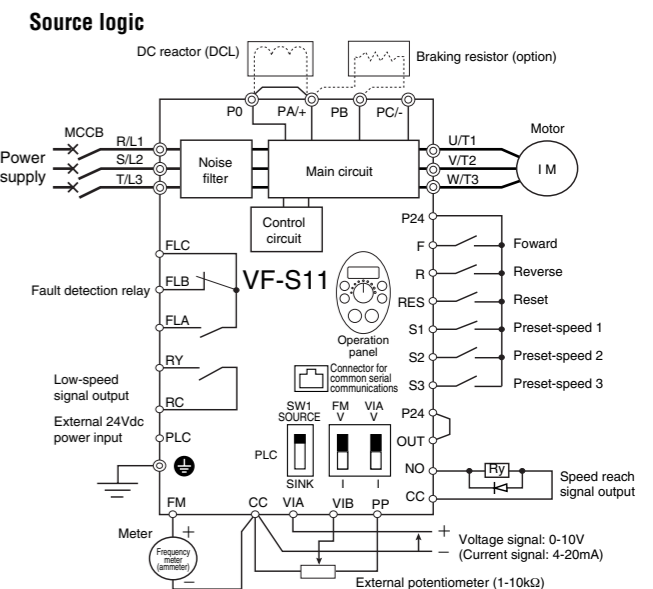 Source logic
DC reactor (DCL)
Braking resistor (option)
P0 PA/+ PB PC/-
MCCB
Power
supply
R/L1
S/L2
T/L3
Noise
filter
Main circuit
Control
circuit
U/T1
V/T2
W/T3
Motor
I M
FLC
FLB
FLA
Fault detection relay
VF-S11
Operation
panel
P24
F Foward
R Reverse
RES Reset
S1 Preset-speed 1
S2 Preset-speed 2
S3 Preset-speed 3
RY
RC
Low-speed
signal output
External 24Vdc
power input
PLC
Connector for
common serial
communications
SW1 FM VIA
SOURCE V V
PLC
SINK I I
P24
OUT
NO
CC
Ry
Speed reach
signal output
FM CC VIA VIB PP
Meter
+
Frequency
meter
(ammeter)
−
+
−
Voltage signal: 0-10V
(Current signal: 4-20mA)
External potentiometer (1-10kΩ)